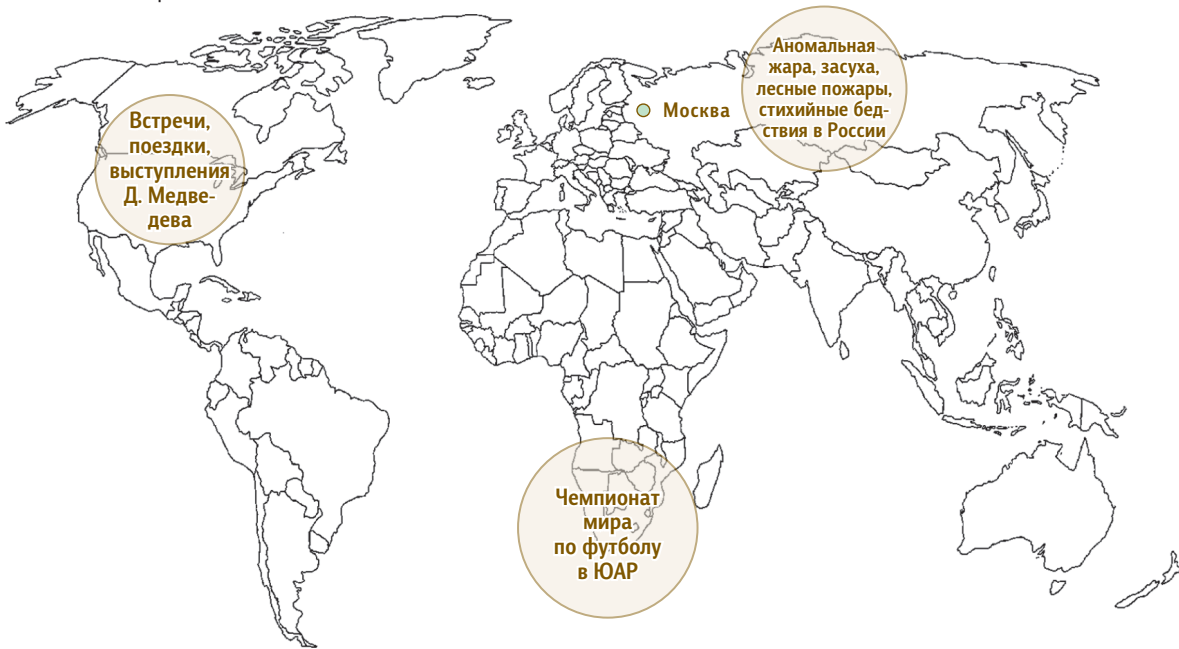 Встречи,
поездки,
выступления
Д. Медве-
дева
Москва
Аномальная
жара, засуха,
лесные пожары,
стихийные бед-
ствия в России
Чемпионат
мира
по футболу
в ЮАР